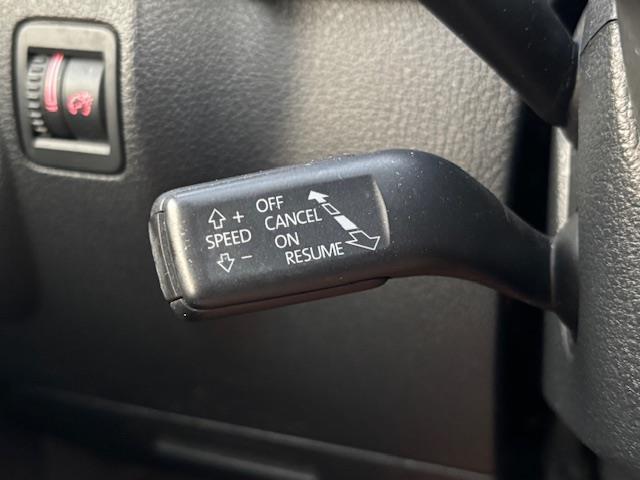 OFF
+ CANCEL
SPEED ON
- RESUME